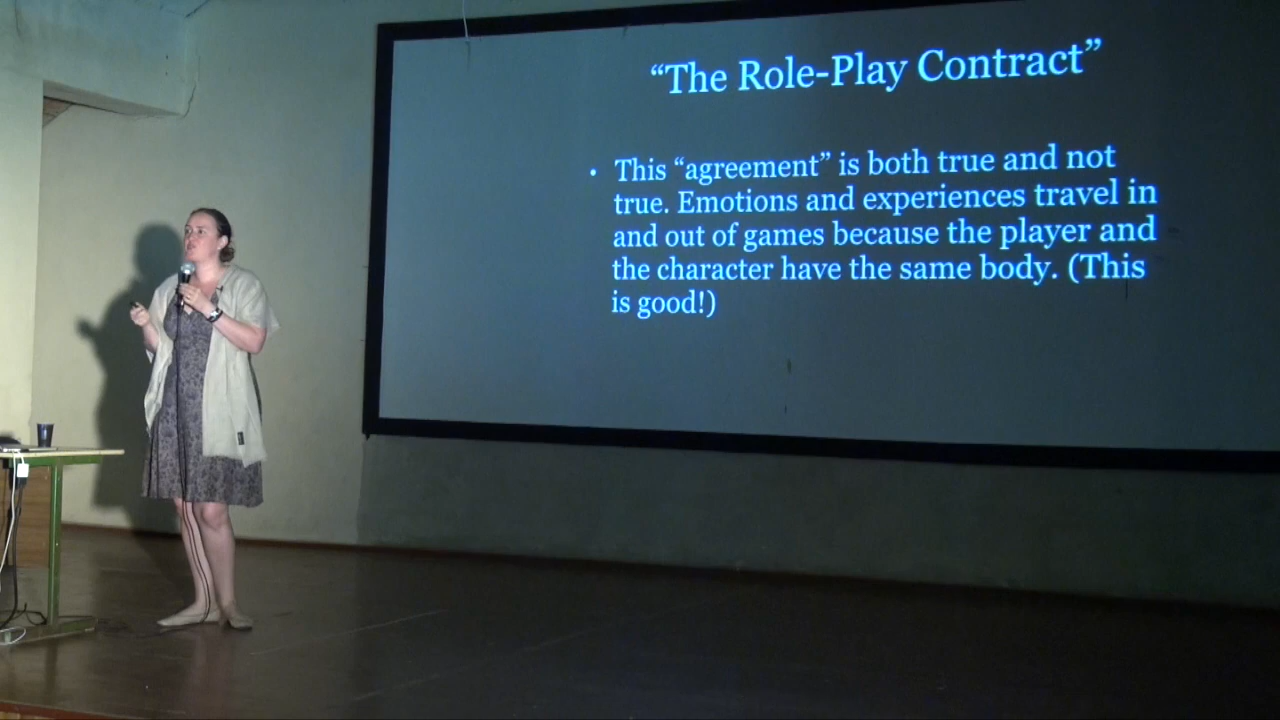 “The Role-Play Contract”
• This “agreement” is both true and not
true. Emotions and experiences travel in
and out of games because the player and
the character have the same body. (This
is good!)